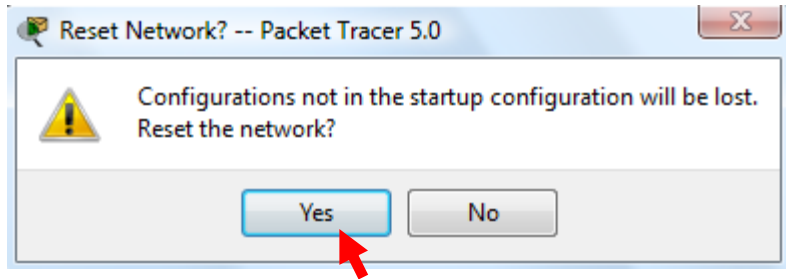 Reset Network? -- Packet Tracer 5.0
Configurations not in the startup configuration will be lost.
Reset the network?
Yes No